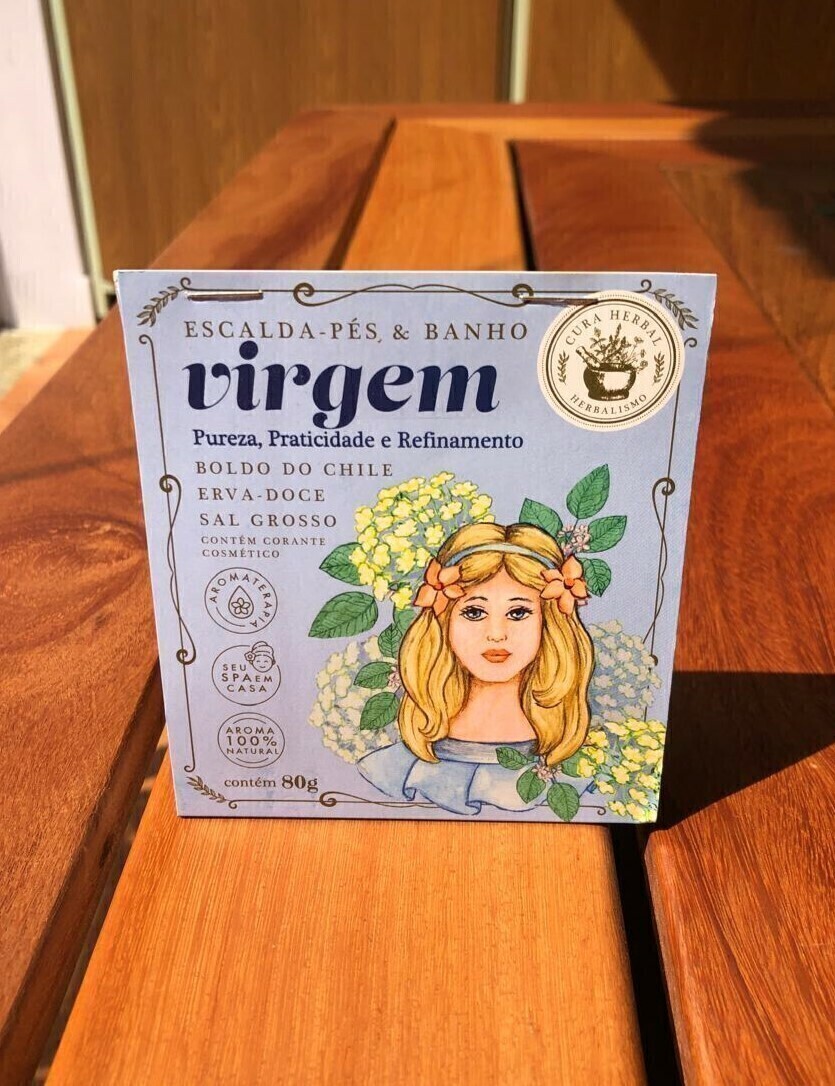 ESCALDA-PÉS & BANHO
virgem
Pureza, Praticidade e Refinamento
BOLDO DO CHILE
ERVA-DOCE
SAL GROSSO
CONTÉM CORANTE
COSMÉTICO
CURA HERBAL
HERBALISMO
AROMATERAPIA
SEU
SPA EM
CASA
AROMA
100%
NATURAL
contém 80g